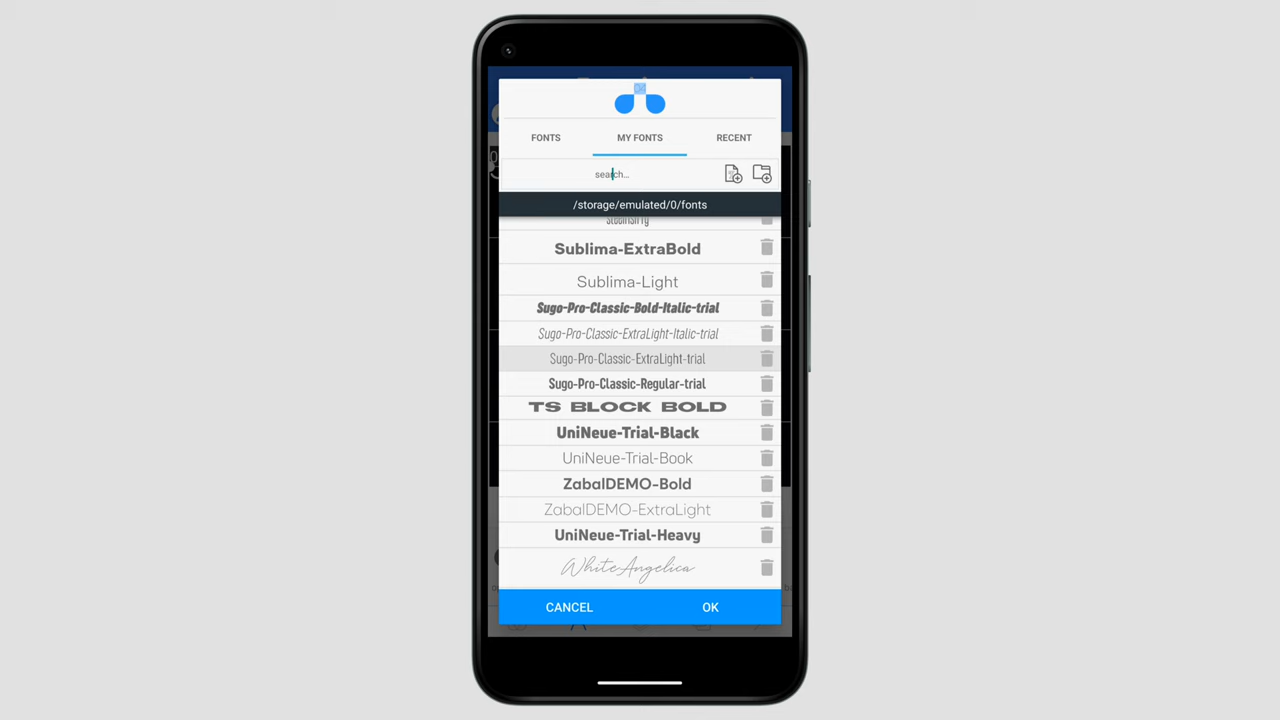 FONTS MY FONTS RECENT
search...
/storage/emulated/0/fonts
Sublima-ExtraBold
Sublima-Light
Sugo-Pro-Classic-Bold-Italic-trial
Sugo-Pro-Classic-ExtraLight-Italic-trial
Sugo-Pro-Classic-ExtraLight-trial
Sugo-Pro-Classic-Regular-trial
TS BLOCK BOLD
UniNeue-Trial-Black
UniNeue-Trial-Book
ZabalDEMO-Bold
ZabalDEMO-ExtraLight
UniNeue-Trial-Heavy
WhiteAngelica
CANCEL OK